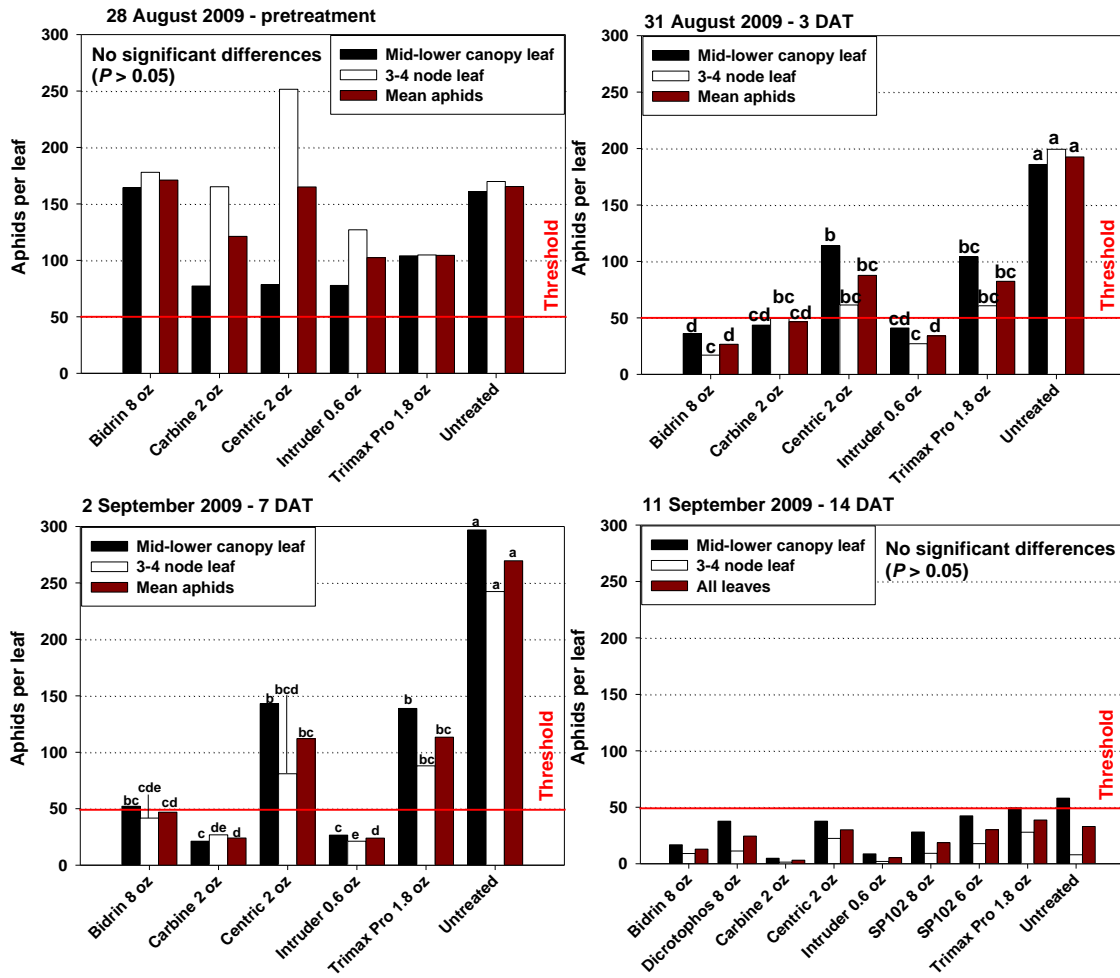 28 August 2009 - pretreatment
No significant differences
(P > 0.05)
Mid-lower canopy leaf
3-4 node leaf
Mean aphids
Aphids per leaf
300
250
200
150
100
50
0
Threshold
Bidrin 8 oz
Carbine 2 oz
Centric 2 oz
Intruder 0.6 oz
Trimax Pro 1.8 oz
Untreated
31 August 2009 - 3 DAT
Mid-lower canopy leaf
3-4 node leaf
Mean aphids
Aphids per leaf
300
250
200
150
100
50
0
d c d
cd bc cd
b bc bc
cd c d
bc bc bc
a a a
Threshold
Bidrin 8 oz
Carbine 2 oz
Centric 2 oz
Intruder 0.6 oz
Trimax Pro 1.8 oz
Untreated
2 September 2009 - 7 DAT
Mid-lower canopy leaf
3-4 node leaf
Mean aphids
Aphids per leaf
300
250
200
150
100
50
0
bc cde cd
c de d
b bcd bc
c e d
b bc bc
a a a
Threshold
Bidrin 8 oz
Carbine 2 oz
Centric 2 oz
Intruder 0.6 oz
Trimax Pro 1.8 oz
Untreated
11 September 2009 - 14 DAT
Mid-lower canopy leaf
3-4 node leaf
All leaves
No significant differences
(P > 0.05)
Aphids per leaf
300
250
200
150
100
50
0
Threshold
Bidrin 8 oz
Dicrotophos 8 oz
Carbine 2 oz
Centric 2 oz
Intruder 0.6 oz
SP102 8 oz
SP102 6 oz
Trimax Pro 1.8 oz
Untreated